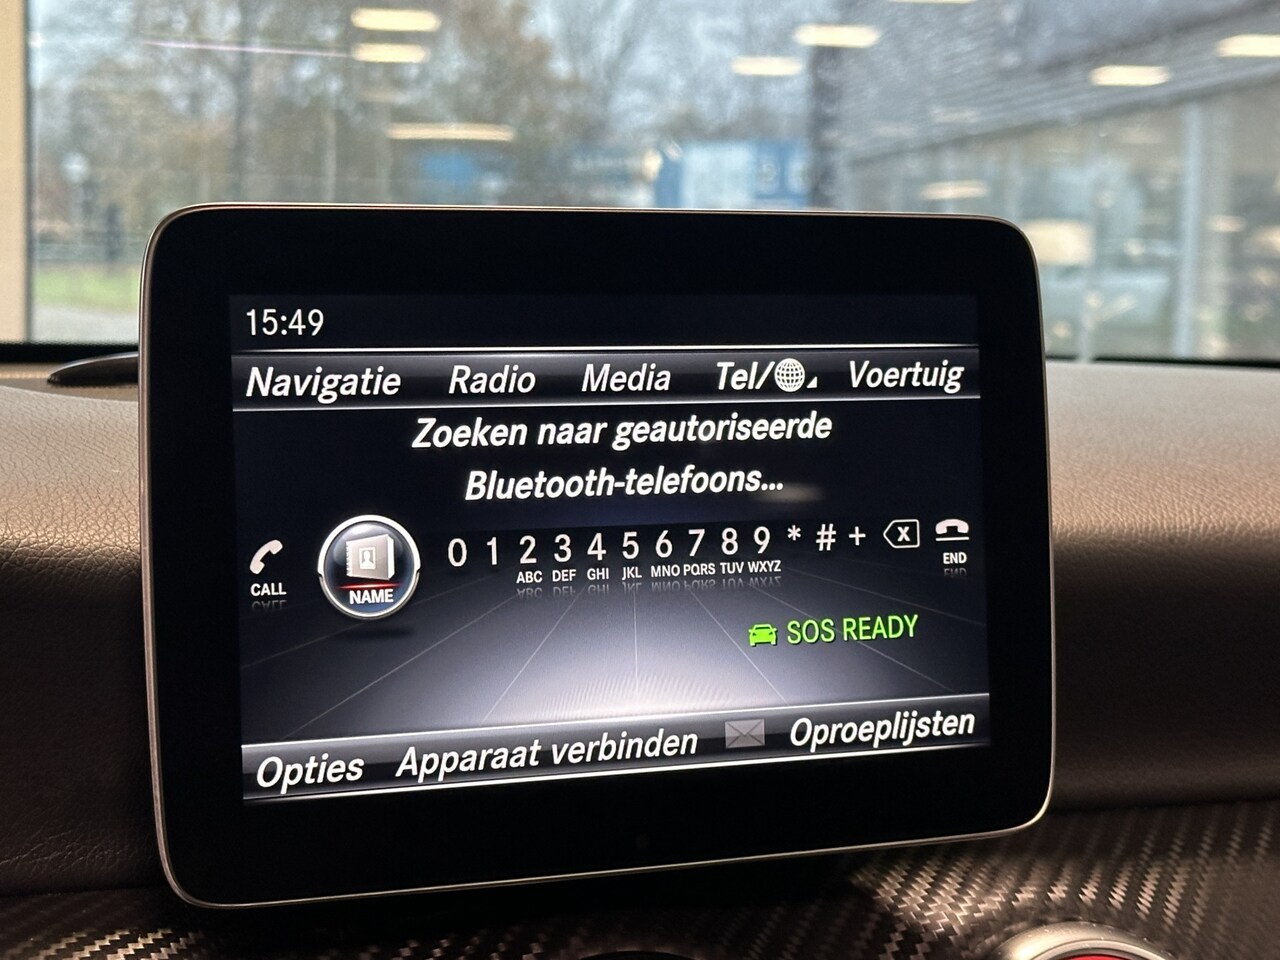 15:49
Navigatie Radio Media Tel/ Voertuig
Zoeken naar geautoriseerde
Bluetooth-telefoons...
CALL NAME 0 1 2 3 4 5 6 7 8 9 * # + X END
ABC DEF GHI JKL MNO PQRS TUV WXYZ
SOS READY
Opties Apparaat verbinden Oproeplijsten